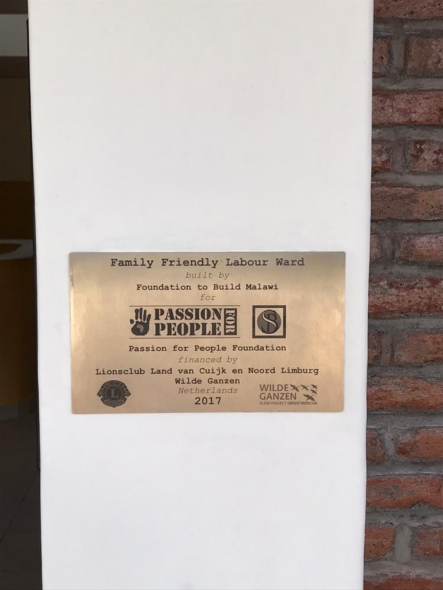 Family Friendly Labour Ward
built by
Foundation to Build Malawi
for
PASSION FOR
PEOPLE
S
Passion for People Foundation
financed by
Lionsclub Land van Cuijk en Noord Limburg
Wilde Ganzen
Netherlands
2017
L
WILDE
GANZEN